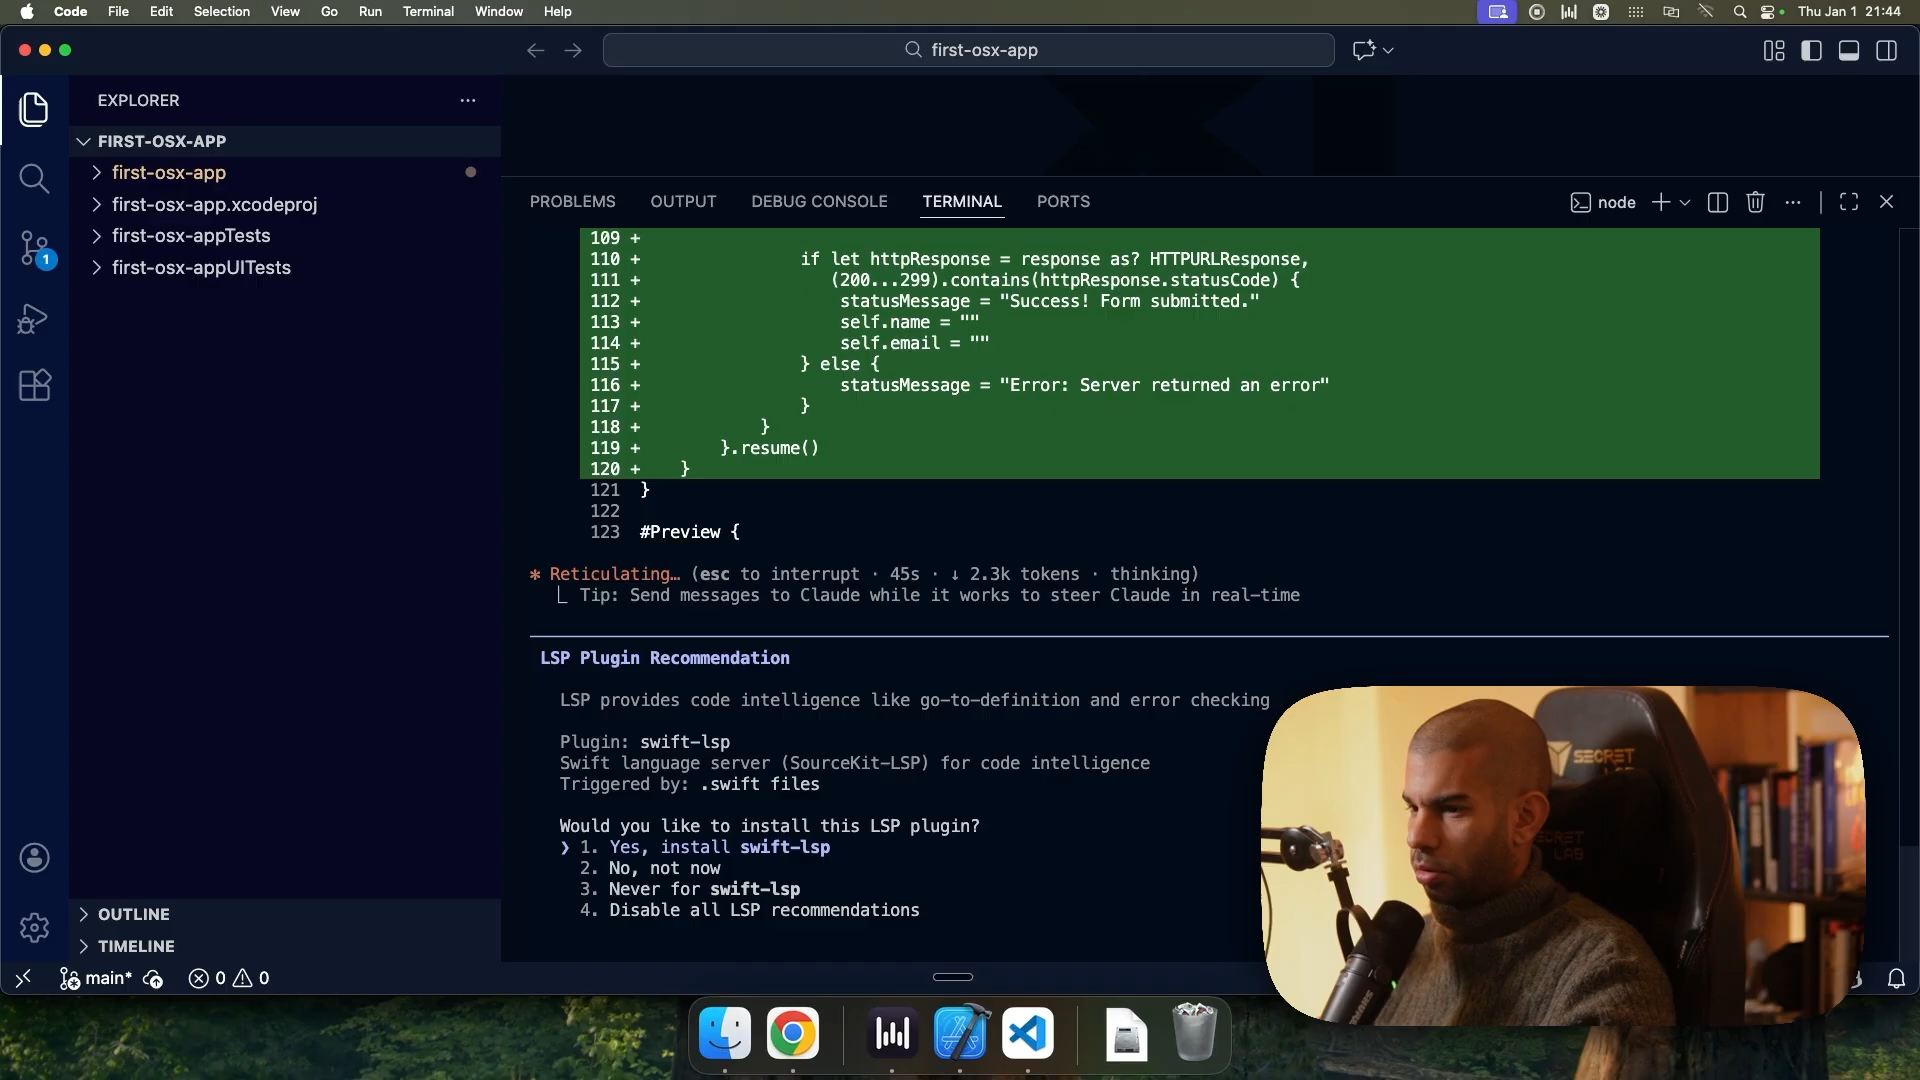 Code File Edit Selection View Go Run Terminal Window Help
Thu Jan 1 21:44
first-osx-app
EXPLORER
FIRST-OSX-APP
first-osx-app
first-osx-app.xcodeproj
first-osx-appTests
first-osx-appUITests
1
OUTLINE
TIMELINE
PROBLEMS OUTPUT DEBUG CONSOLE TERMINAL PORTS
node
109 +
110 + if let httpResponse = response as? HTTPURLResponse,
111 + (200...299).contains(httpResponse.statusCode) {
112 + statusMessage = "Success! Form submitted."
113 + self.name = ""
114 + self.email = ""
115 + } else {
116 + statusMessage = "Error: Server returned an error"
117 + }
118 + }
119 + }.resume()
120 + }
121 }
122
123 #Preview {
* Reticulating… (esc to interrupt · 45s · ↓ 2.3k tokens · thinking)
⎿ Tip: Send messages to Claude while it works to steer Claude in real-time
LSP Plugin Recommendation
LSP provides code intelligence like go-to-definition and error checking
Plugin: swift-lsp
Swift language server (SourceKit-LSP) for code intelligence
Triggered by: .swift files
Would you like to install this LSP plugin?
❯ 1. Yes, install swift-lsp
2. No, not now
3. Never for swift-lsp
4. Disable all LSP recommendations
main* 0 0
SECRET
LAB